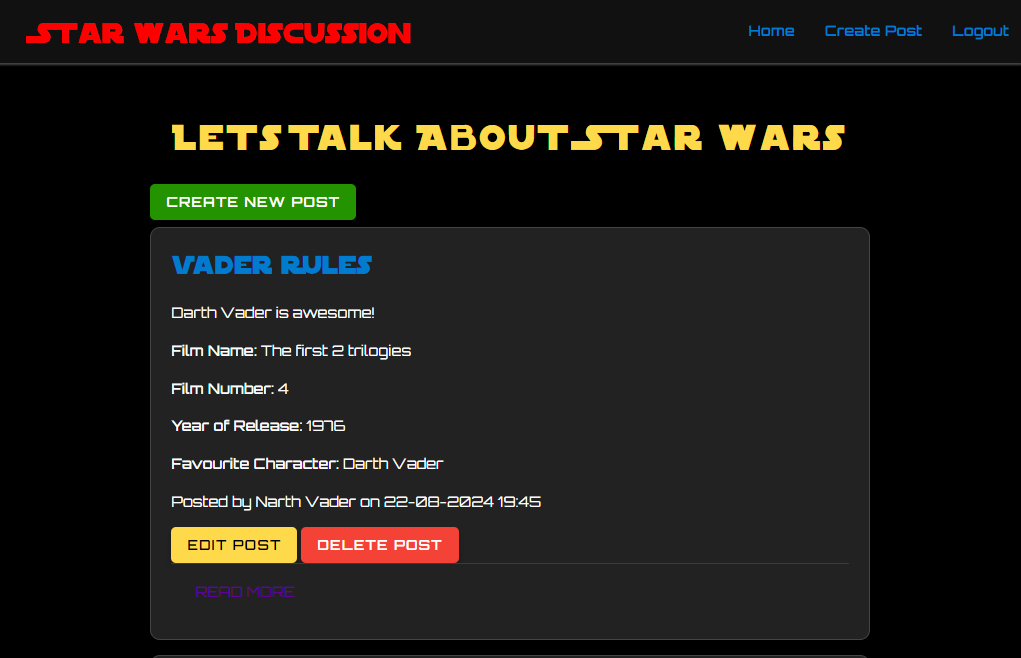 STAR WARS DISCUSSION
Home Create Post Logout
LETS TALK ABOUT STAR WARS
CREATE NEW POST
VADER RULES
Darth Vader is awesome!
Film Name: The first 2 trilogies
Film Number: 4
Year of Release: 1976
Favourite Character: Darth Vader
Posted by Narth Vader on 22-08-2024 19:45
EDIT POST DELETE POST
READ MORE